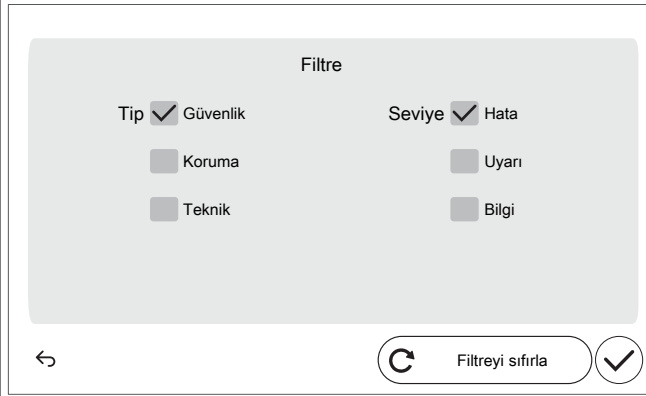 Filtre
Tip Güvenlik Seviye Hata
Koruma Uyarı
Teknik Bilgi
Filtreyi sıfırla